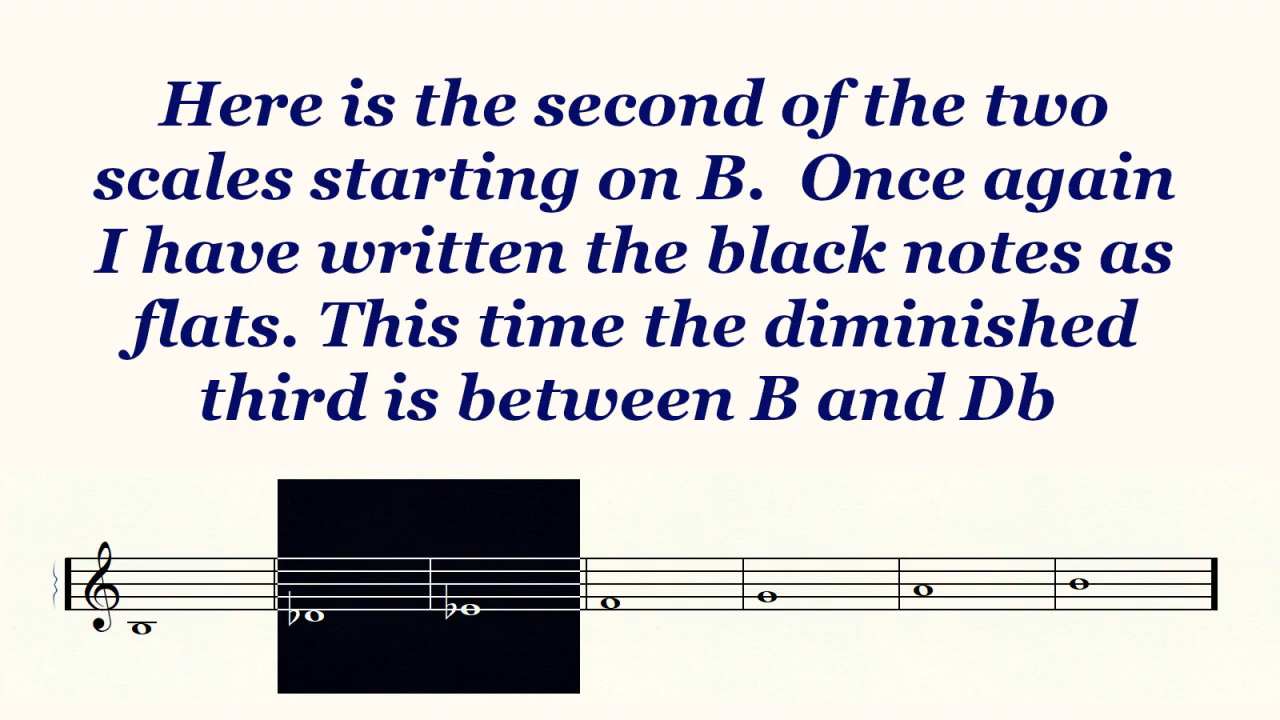 Here is the second of the two
scales starting on B.  Once again
I have written the black notes as
flats. This time the diminished
third is between B and Db